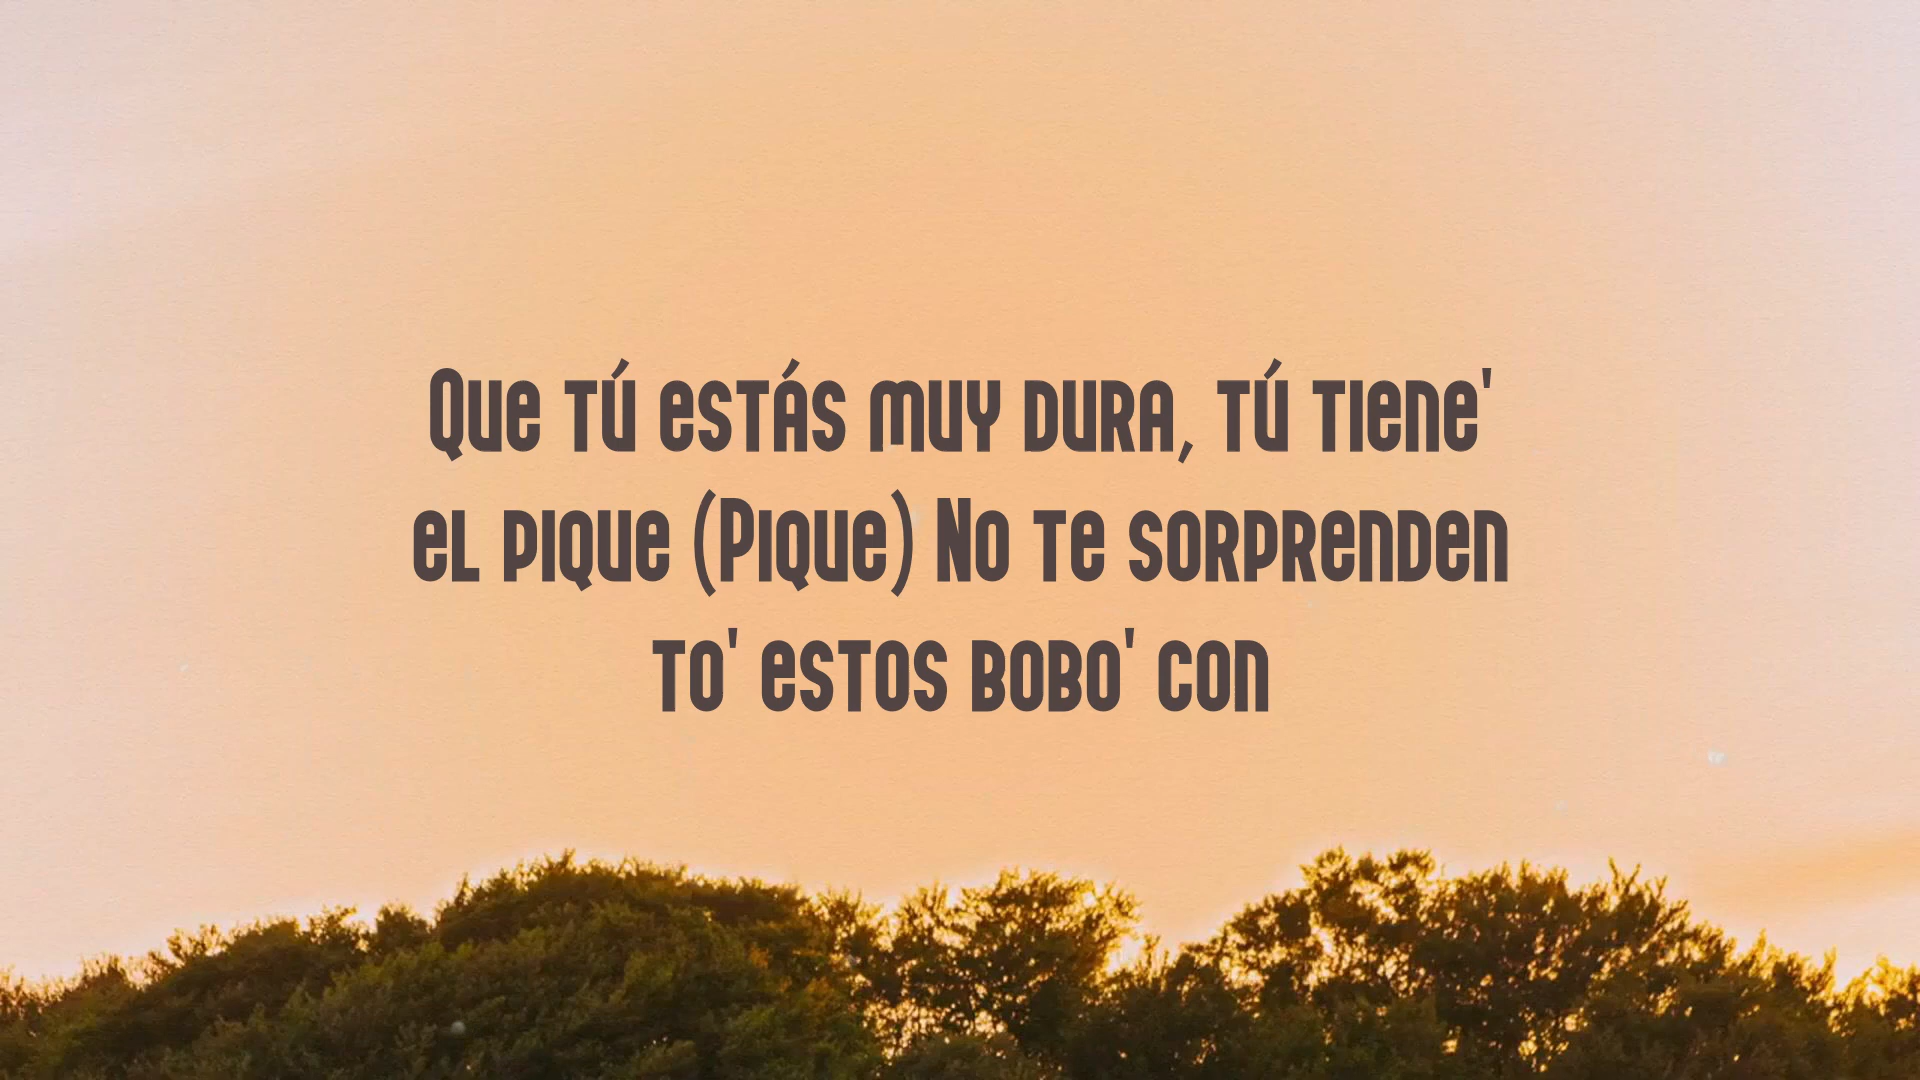 Que tú estás muy dura, tú tiene'
el pique (Pique) No te sorprenden
to' estos bobo' con